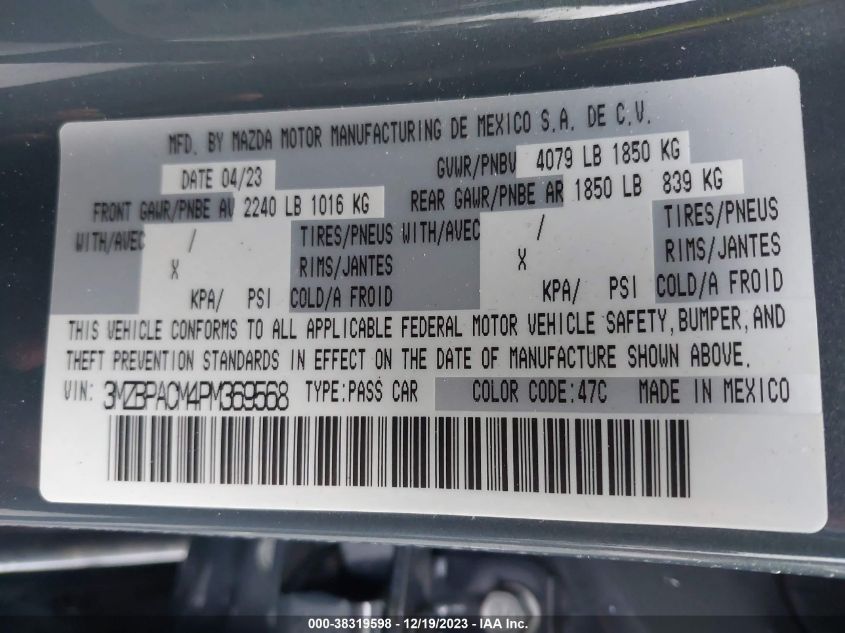 MFD. BY MAZDA MOTOR MANUFACTURING DE MEXICO S.A. DE C.V.
DATE 04/23 GVWR/PNBV 4079 LB 1850 KG
FRONT GAWR/PNBE AV 2240 LB 1016 KG REAR GAWR/PNBE AR 1850 LB 839 KG
WITH/AVEC / TIRES/PNEUS WITH/AVEC / TIRES/PNEUS
X RIMS/JANTES X RIMS/JANTES
KPA/ PSI COLD/A FROID KPA/ PSI COLD/A FROID
THIS VEHICLE CONFORMS TO ALL APPLICABLE FEDERAL MOTOR VEHICLE SAFETY, BUMPER, AND
THEFT PREVENTION STANDARDS IN EFFECT ON THE DATE OF MANUFACTURE SHOWN ABOVE.
VIN: 3MZBPACM4PM369568 TYPE:PASS CAR COLOR CODE:47C MADE IN MEXICO
000-38319598 - 12/19/2023 - IAA Inc.